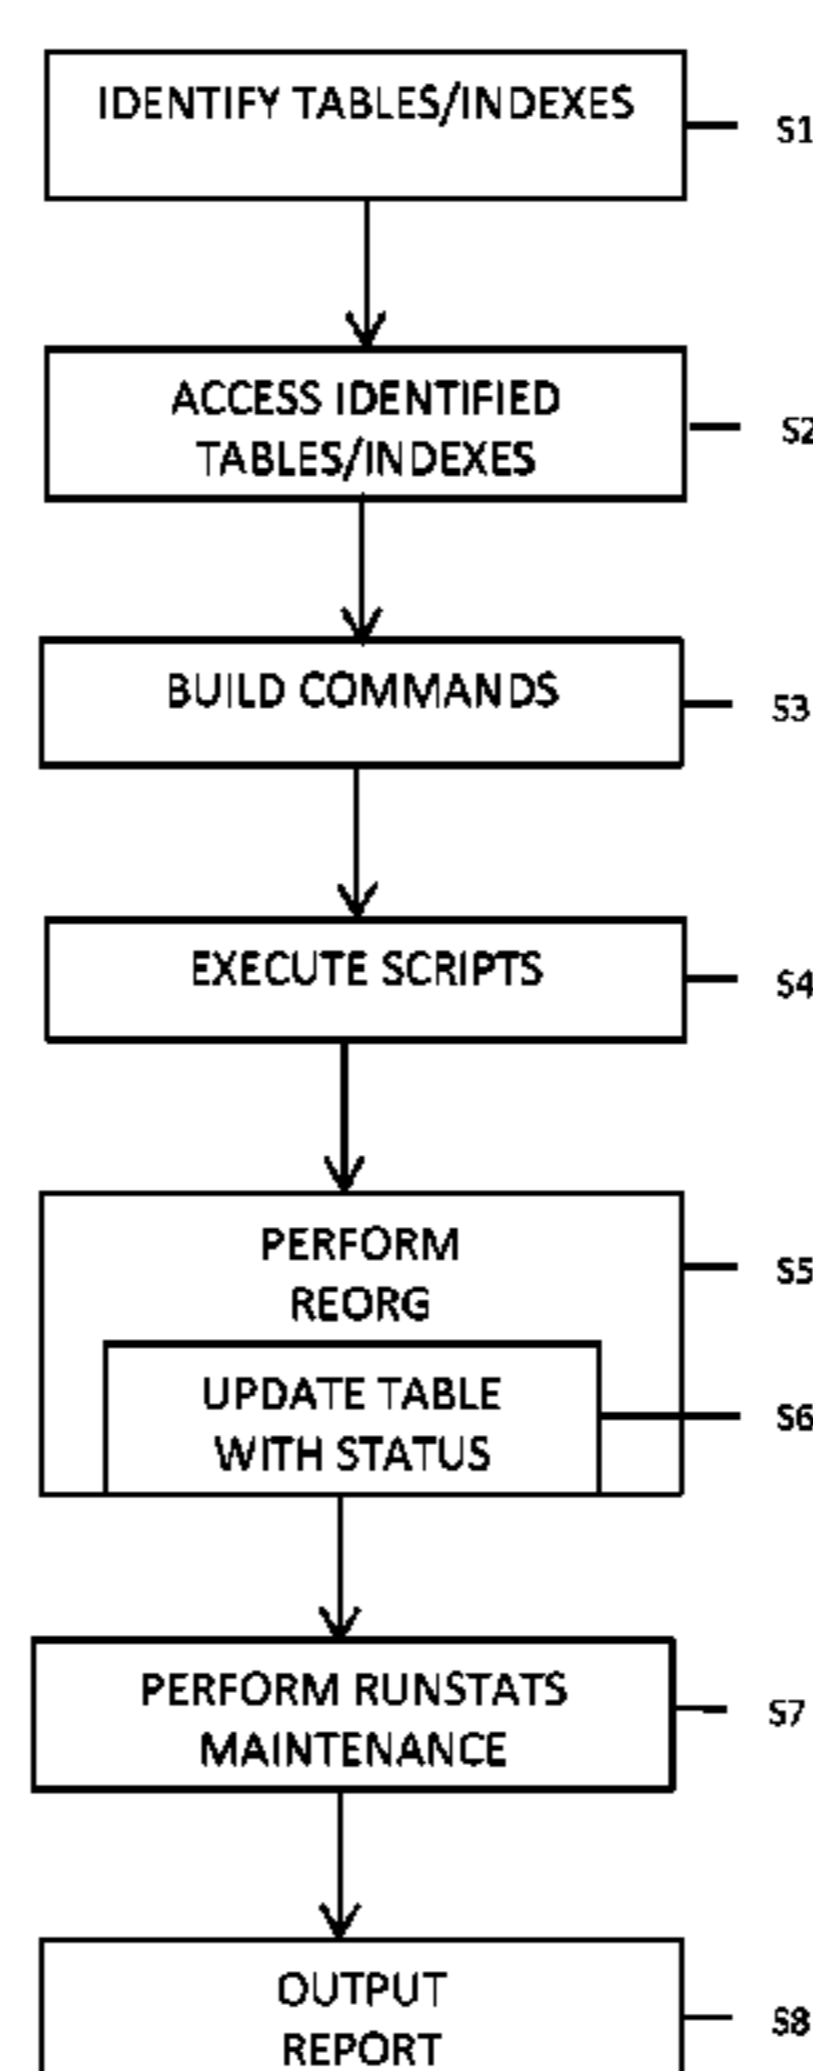 IDENTIFY TABLES/INDEXES
S1
ACCESS IDENTIFIED
TABLES/INDEXES
S2
BUILD COMMANDS
S3
EXECUTE SCRIPTS
S4
PERFORM
REORG
S5
UPDATE TABLE
WITH STATUS
S6
PERFORM RUNSTATS
MAINTENANCE
S7
OUTPUT
REPORT
S8